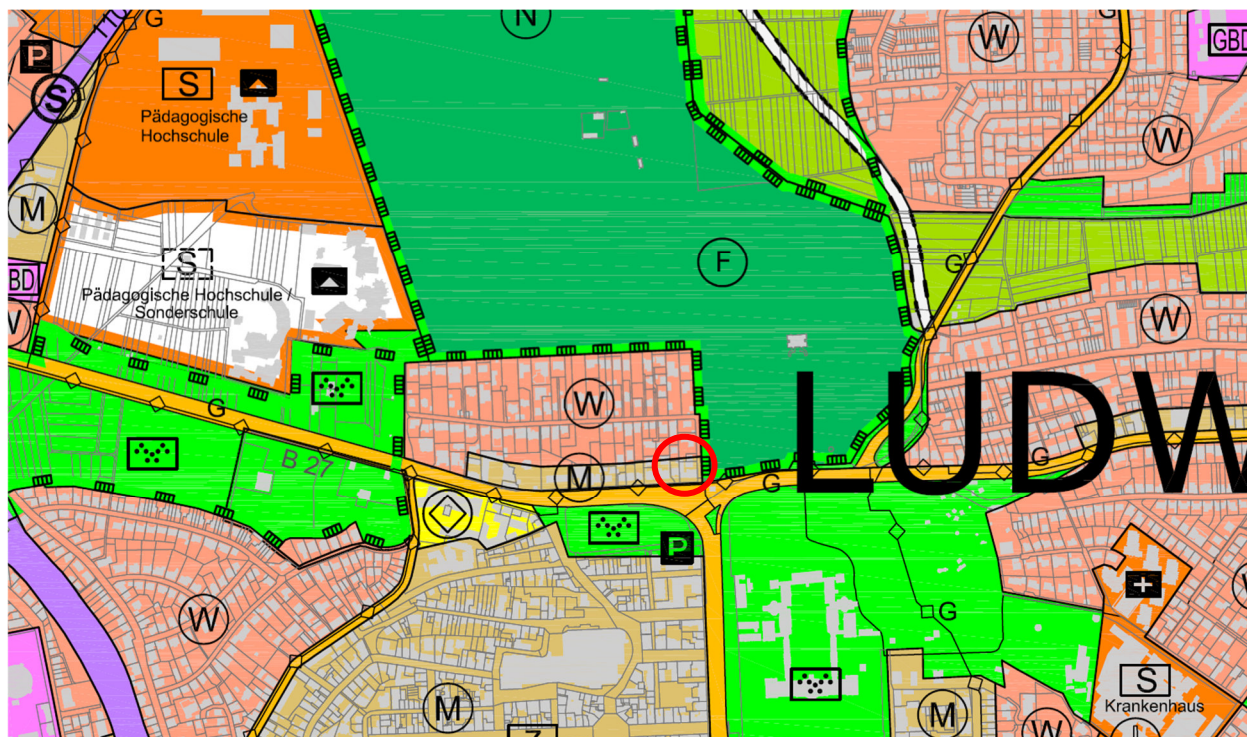 G
N
W
GBD
P
S
S
Pädagogische
Hochschule
W
M
F
G
S
Pädagogische Hochschule /
Sonderschule
BD
W
W
W
LUDW
G
B 27
M
G
G
P
W
G
M
M
W
S
Krankenhaus